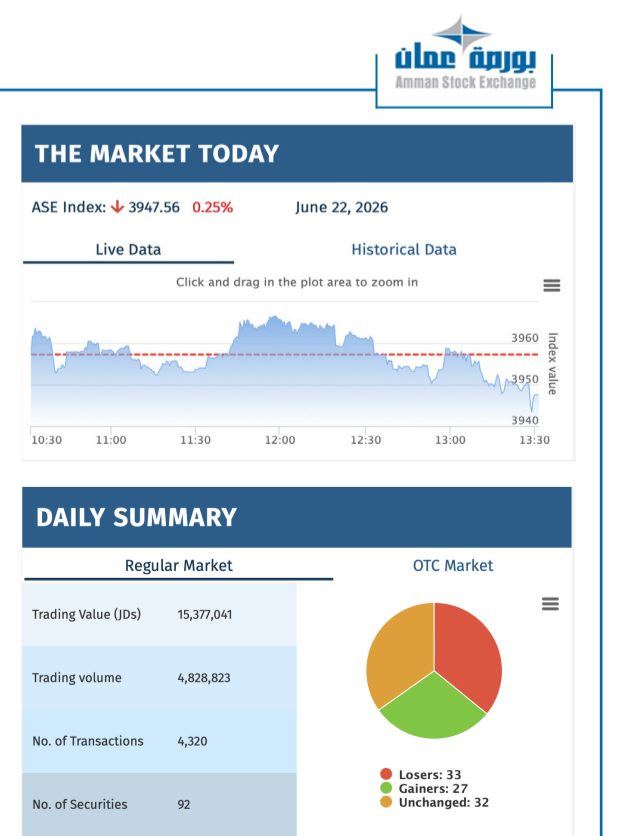 بورصة عمان
Amman Stock Exchange
THE MARKET TODAY
ASE Index: 3947.56 0.25% June 22, 2026
Live Data Historical Data
Click and drag in the plot area to zoom in
3960
3950
3940
Index value
10:30 11:00 11:30 12:00 12:30 13:00 13:30
DAILY SUMMARY
Regular Market OTC Market
Trading Value (JDs) 15,377,041
Trading volume 4,828,823
No. of Transactions 4,320
No. of Securities 92
Losers: 33
Gainers: 27
Unchanged: 32